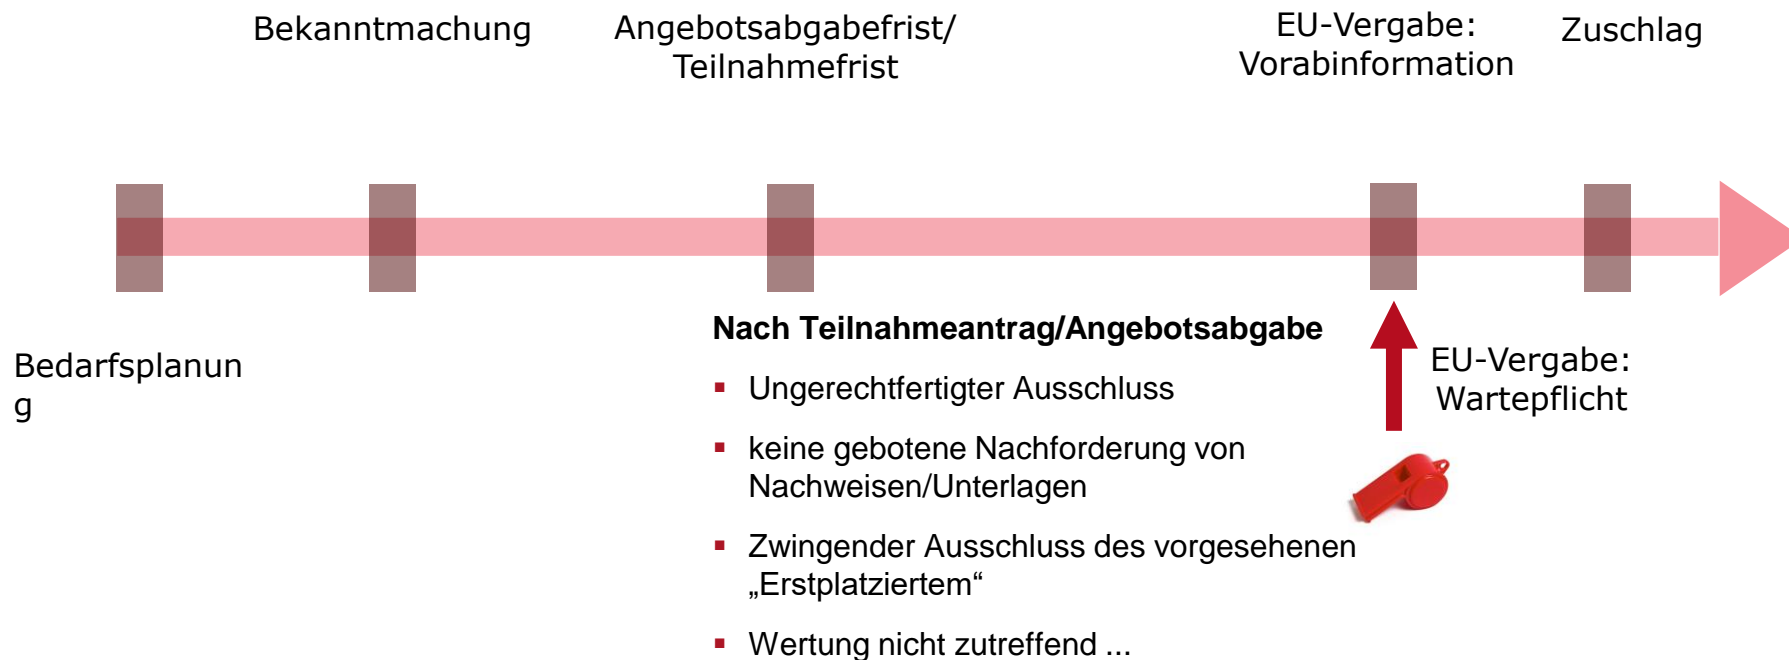 Bekanntmachung
Angebotsabgabefrist/
Teilnahmefrist
EU-Vergabe:
Vorabinformation
Zuschlag
Bedarfsplanun
g
Nach Teilnahmeantrag/Angebotsabgabe
▪ Ungerechtfertigter Ausschluss
▪ keine gebotene Nachforderung von
Nachweisen/Unterlagen
▪ Zwingender Ausschluss des vorgesehenen
„Erstplatziertem“
▪ Wertung nicht zutreffend ...
EU-Vergabe:
Wartepflicht